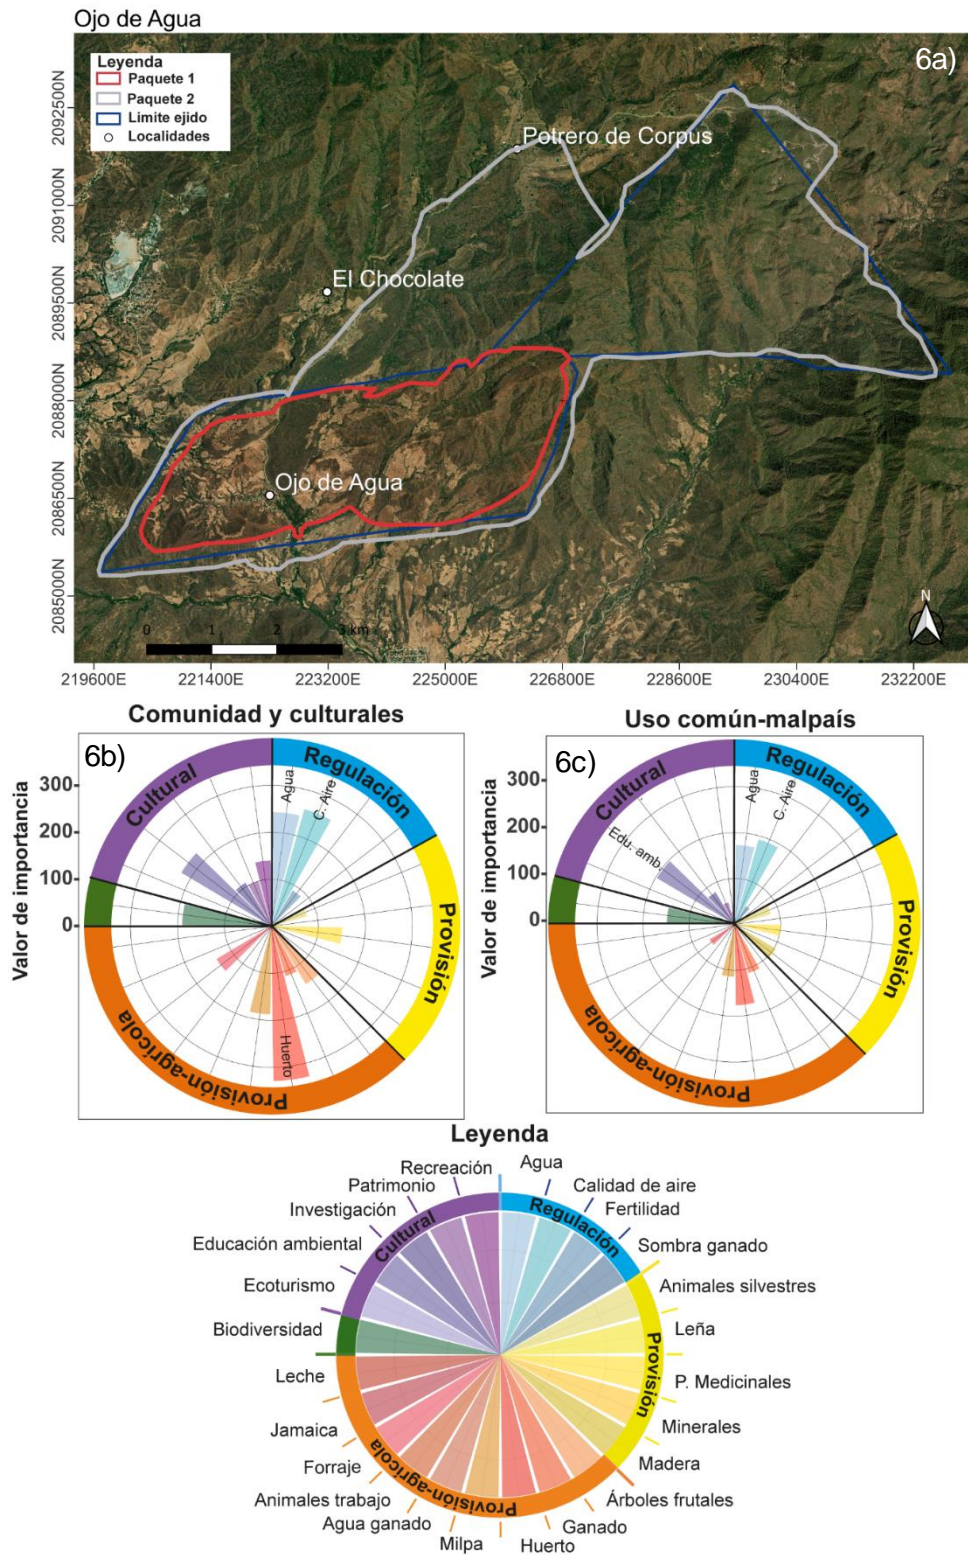 Ojo de Agua
6a)
Leyenda
Paquete 1
Paquete 2
Limite ejido
Localidades
Potrero de Corpus
El Chocolate
Ojo de Agua
2092500N
2091000N
2089500N
2088000N
2086500N
2085000N
0 1 2 3 km
N
219600E 221400E 223200E 225000E 226800E 228600E 230400E 232200E
Comunidad y culturales
6b)
Valor de importancia
300
200
100
0
Cultural
Regulación
Provisión
Provisión-agrícola
Agua
C. Aire
Huerto
Uso común-malpaís
6c)
Valor de importancia
300
200
100
0
Cultural
Regulación
Provisión
Provisión-agrícola
Edu. amb.
Agua
C. Aire
Leyenda
Recreación
Patrimonio
Investigación
Educación ambiental
Ecoturismo
Biodiversidad
Leche
Jamaica
Forraje
Animales trabajo
Agua ganado
Milpa
Huerto
Ganado
Árboles frutales
Madera
Minerales
P. Medicinales
Leña
Animales silvestres
Sombra ganado
Fertilidad
Calidad de aire
Agua
Cultural
Regulación
Provisión
Provisión-agrícola